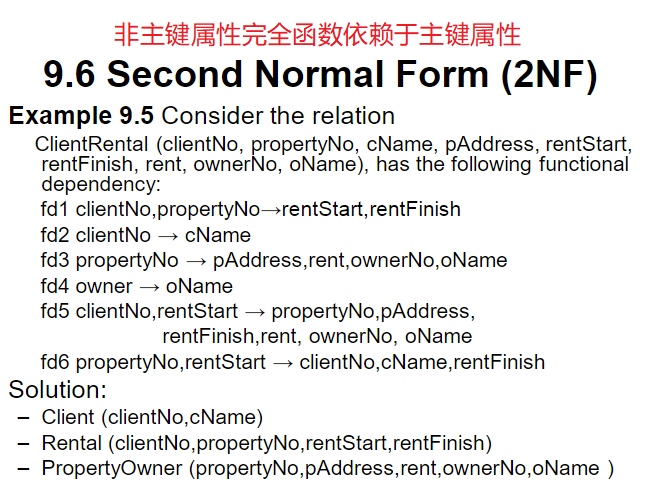 非主键属性完全函数依赖于主键属性
9.6 Second Normal Form (2NF)
Example 9.5 Consider the relation
ClientRental (clientNo, propertyNo, cName, pAddress, rentStart,
rentFinish, rent, ownerNo, oName), has the following functional
dependency:
fd1 clientNo,propertyNo→rentStart,rentFinish
fd2 clientNo → cName
fd3 propertyNo → pAddress,rent,ownerNo,oName
fd4 owner → oName
fd5 clientNo,rentStart → propertyNo,pAddress,
rentFinish,rent, ownerNo, oName
fd6 propertyNo,rentStart → clientNo,cName,rentFinish
Solution:
– Client (clientNo,cName)
– Rental (clientNo,propertyNo,rentStart,rentFinish)
– PropertyOwner (propertyNo,pAddress,rent,ownerNo,oName )